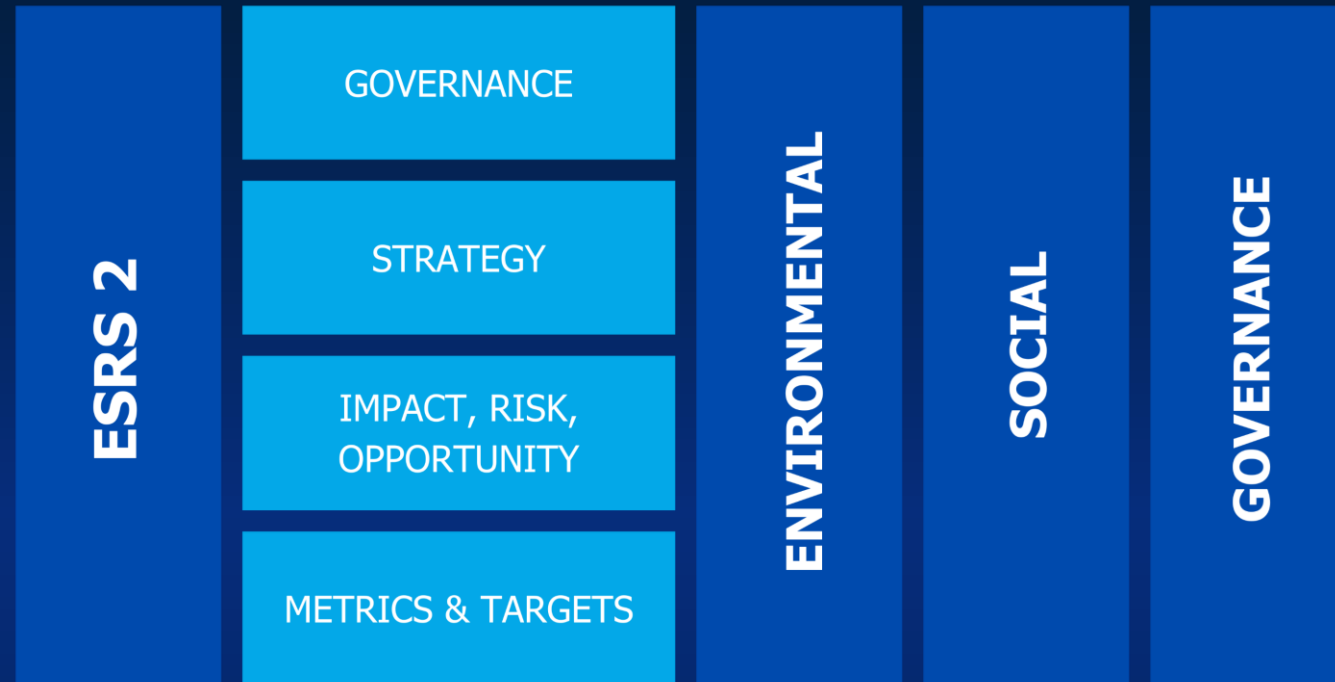 ESRS 2
GOVERNANCE
STRATEGY
IMPACT, RISK,
OPPORTUNITY
METRICS & TARGETS
ENVIRONMENTAL
SOCIAL
GOVERNANCE